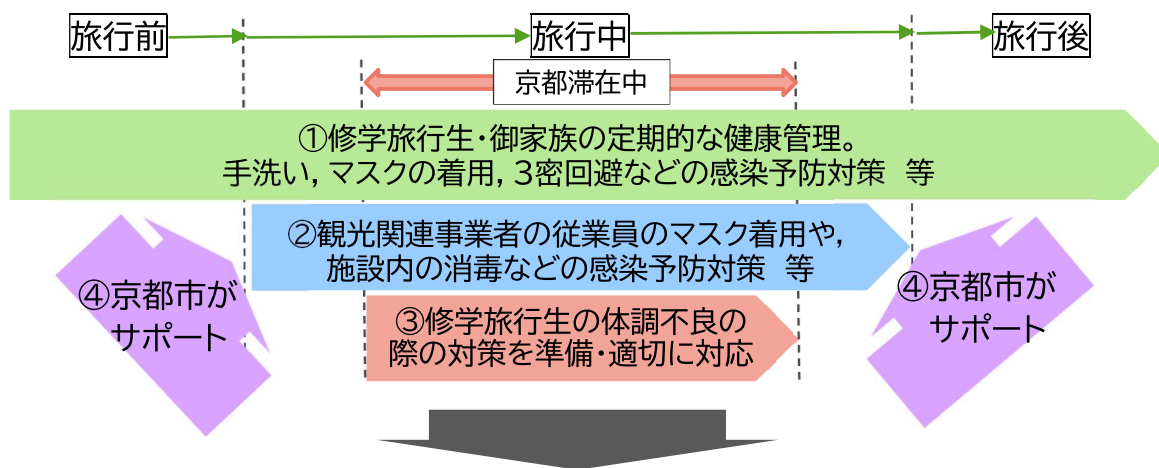 旅行前
旅行中
旅行後
京都滞在中
①修学旅行生・御家族の定期的な健康管理。
手洗い,マスクの着用,3密回避などの感染予防対策　等
②観光関連事業者の従業員のマスク着用や,
施設内の消毒などの感染予防対策　等
③修学旅行生の体調不良の
際の対策を準備・適切に対応
④京都市が
サポート
④京都市が
サポート